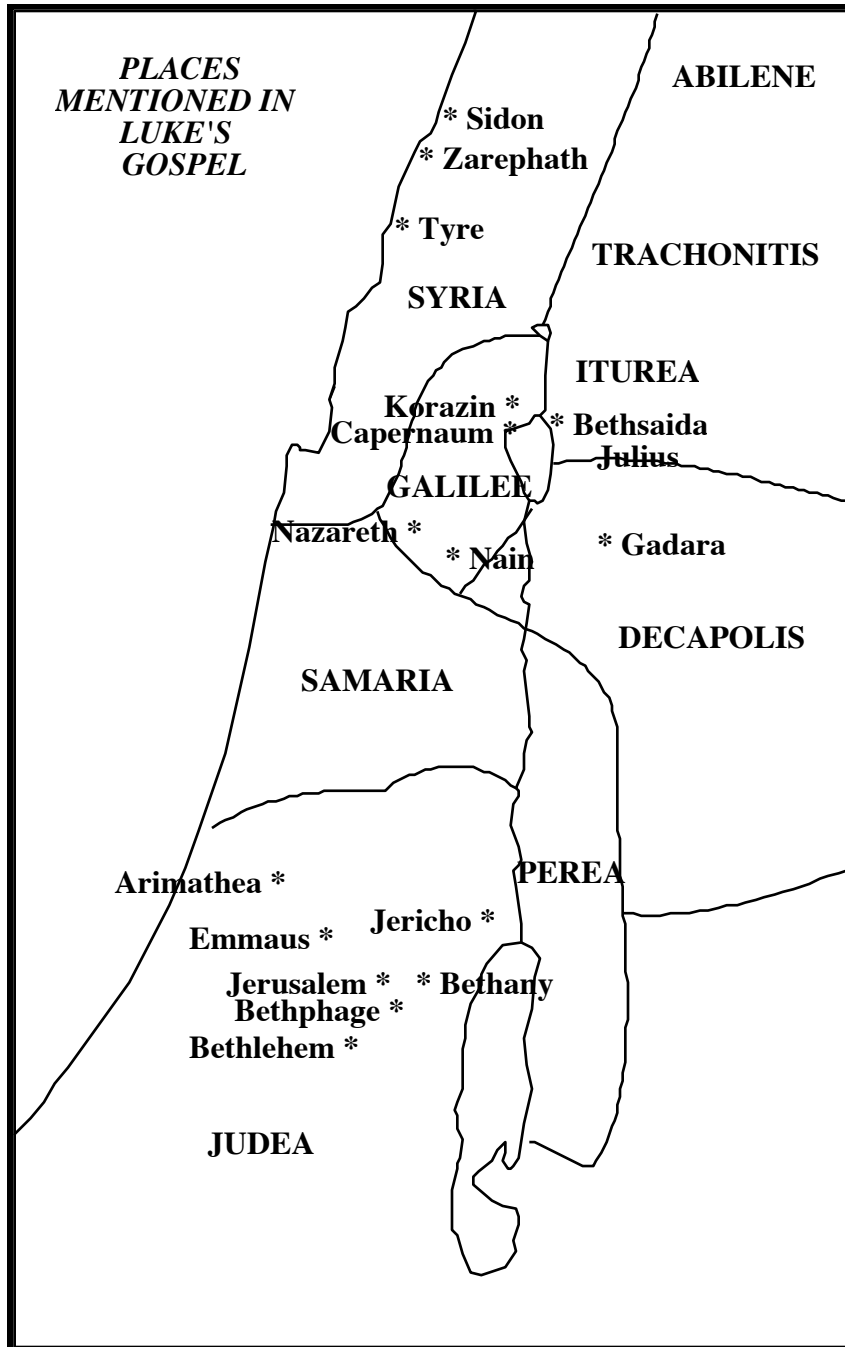 PLACES
MENTIONED IN
LUKE'S
GOSPEL
ABILENE
* Sidon
* Zarephath
* Tyre
TRACHONITIS
SYRIA
ITUREA
Korazin *
Capernaum *
* Bethsaida
Julius
GALILEE
Nazareth *
* Nain
* Gadara
DECAPOLIS
SAMARIA
PEREA
Arimathea *
Jericho *
Emmaus *
Jerusalem *
* Bethany
Bethphage *
Bethlehem *
JUDEA